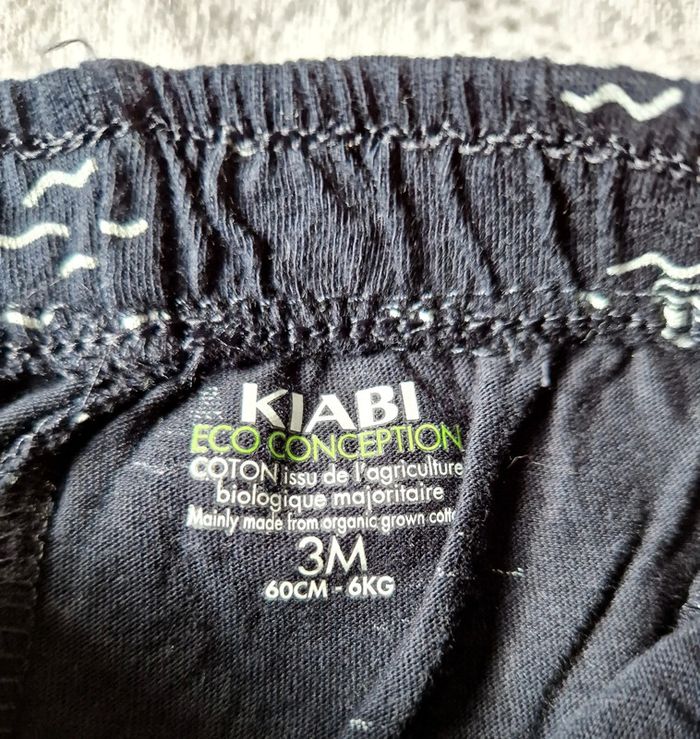 KIABI
ECO CONCEPTION
COTON issu de l'agriculture
biologique majoritaire
Mainly made from organic grown
3M
60CM - 6KG